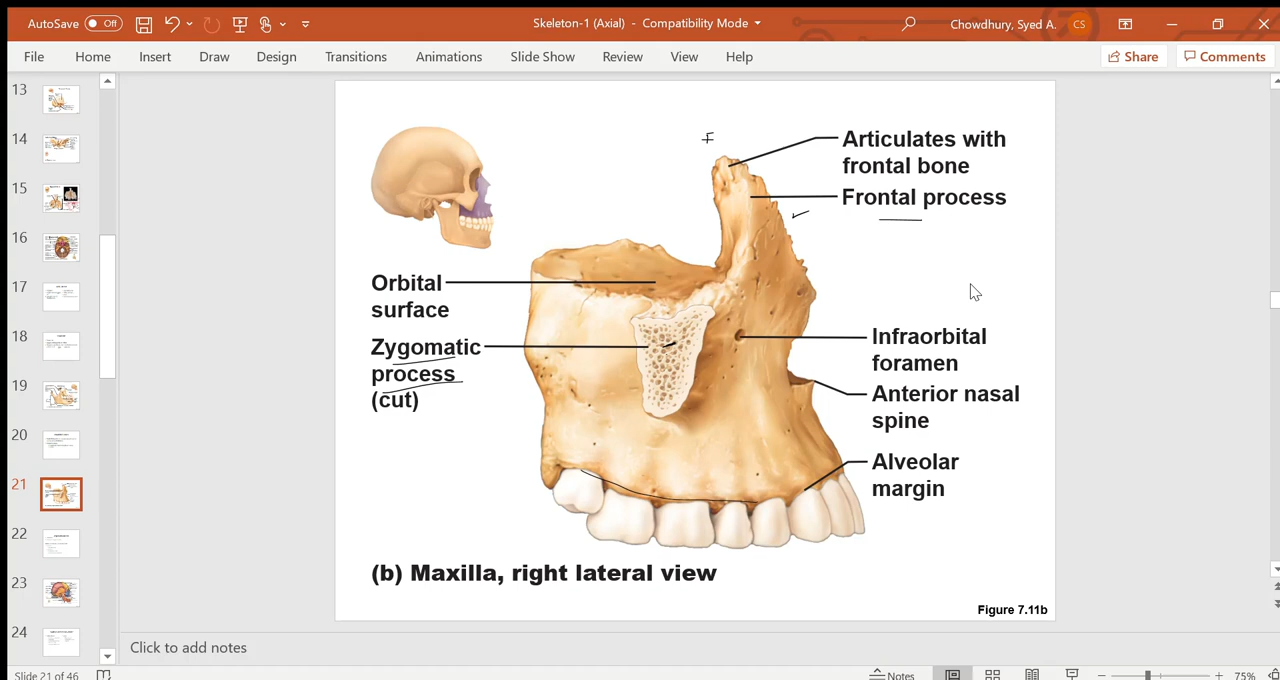 AutoSave Off Skeleton-1 (Axial) - Compatibility Mode Chowdhury, Syed A. CS
File Home Insert Draw Design Transitions Animations Slide Show Review View Help Share Comments
13
14
15
16
17
18
19
20
21
22
23
24
Articulates with
frontal bone
Frontal process
Orbital
surface
Zygomatic
process
(cut)
Infraorbital
foramen
Anterior nasal
spine
Alveolar
margin
(b) Maxilla, right lateral view
Figure 7.11b
Click to add notes
Slide 21 of 46 Notes 75%